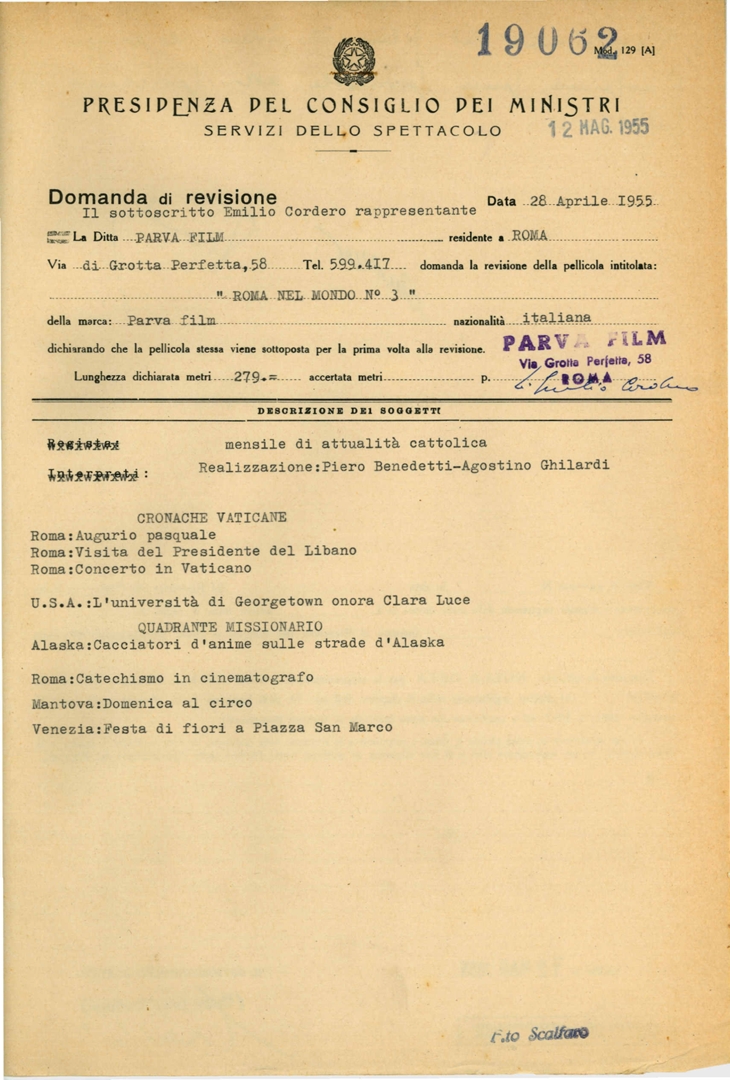 19062
Mod. 129 [A]
PRESIDENZA DEL CONSIGLIO DEI MINISTRI
SERVIZI DELLO SPETTACOLO
12 MAG. 1955
Domanda di revisione
Data 28 Aprile 1955
Il sottoscritto Emilio Cordero rappresentante
La Ditta PARVA FILM residente a ROMA
Via di Grotta Perfetta, 58 Tel. 599.417 domanda la revisione della pellicola intitolata:
" ROMA NEL MONDO N° 3 "
della marca: Parva film nazionalità italiana
dichiarando che la pellicola stessa viene sottoposta per la prima volta alla revisione.
PARVA FILM
Via Grotta Perfetta, 58
ROMA
Lunghezza dichiarata metri 279.= accertata metri p.
DESCRIZIONE DEI SOGGETTI
Regista:
mensile di attualità cattolica
Interpreti:
Realizzazione:Piero Benedetti-Agostino Ghilardi
CRONACHE VATICANE
Roma:Augurio pasquale
Roma:Visita del Presidente del Libano
Roma:Concerto in Vaticano
U.S.A.:L'università di Georgetown onora Clara Luce
QUADRANTE MISSIONARIO
Alaska:Cacciatori d'anime sulle strade d'Alaska
Roma:Catechismo in cinematografo
Mantova:Domenica al circo
Venezia:Festa di fiori a Piazza San Marco
F.to Scalfaro